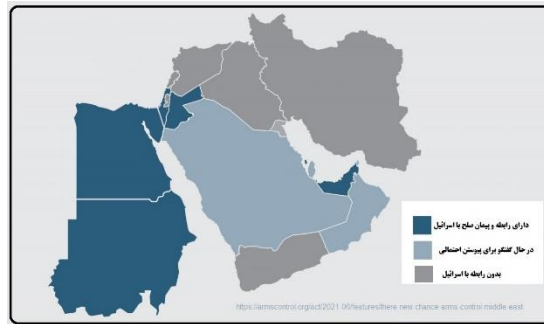 دارای رابطه و پیمان صلح با اسرائیل
در حال گفتگو برای پیوستن احتمالی
بدون رابطه با اسرائیل
https://armscontrol.org/act/2021-06/features/there-new-chance-arms-control-middle-east